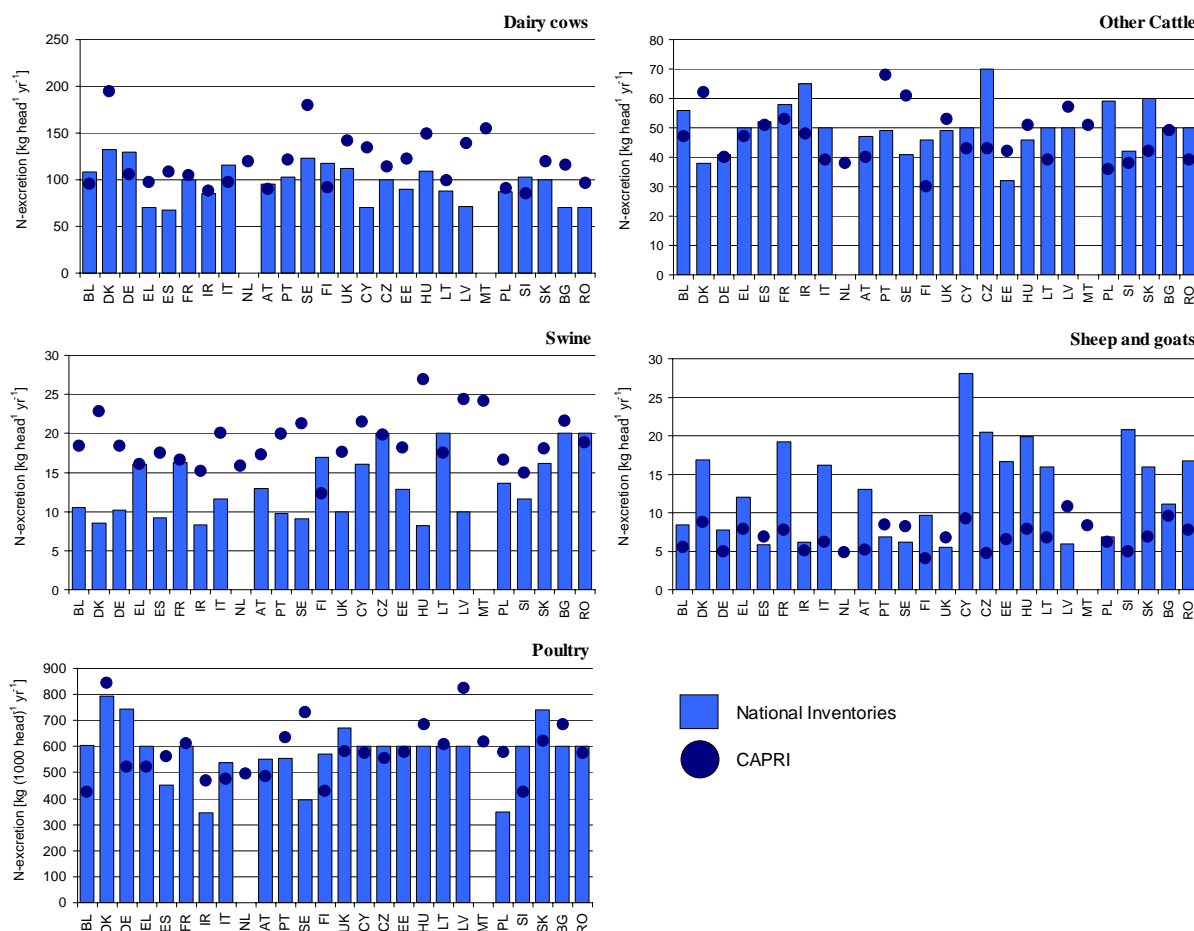 Dairy cows
N-excretion [kg head¹ yr⁻¹]
250
200
150
100
50
0
BL DK DE EL ES FR IR IT NL AT PT SE FI UK CY CZ EE HU LT LV MT PL SI SK BG RO
Other Cattle
N-excretion [kg head¹ yr⁻¹]
80
70
60
50
40
30
20
10
0
BL DK DE EL ES FR IR IT NL AT PT SE FI UK CY CZ EE HU LT LV MT PL SI SK BG RO
Swine
N-excretion [kg head¹ yr⁻¹]
30
25
20
15
10
5
0
BL DK DE EL ES FR IR IT NL AT PT SE FI UK CY CZ EE HU LT LV MT PL SI SK BG RO
Sheep and goats
N-excretion [kg head¹ yr⁻¹]
30
25
20
15
10
5
0
BL DK DE EL ES FR IR IT NL AT PT SE FI UK CY CZ EE HU LT LV MT PL SI SK BG RO
Poultry
N-excretion [kg (1000 head)¹ yr⁻¹]
900
800
700
600
500
400
300
200
100
0
BL DK DE EL ES FR IR IT NL AT PT SE FI UK CY CZ EE HU LT LV MT PL SI SK BG RO
National Inventories
CAPRI